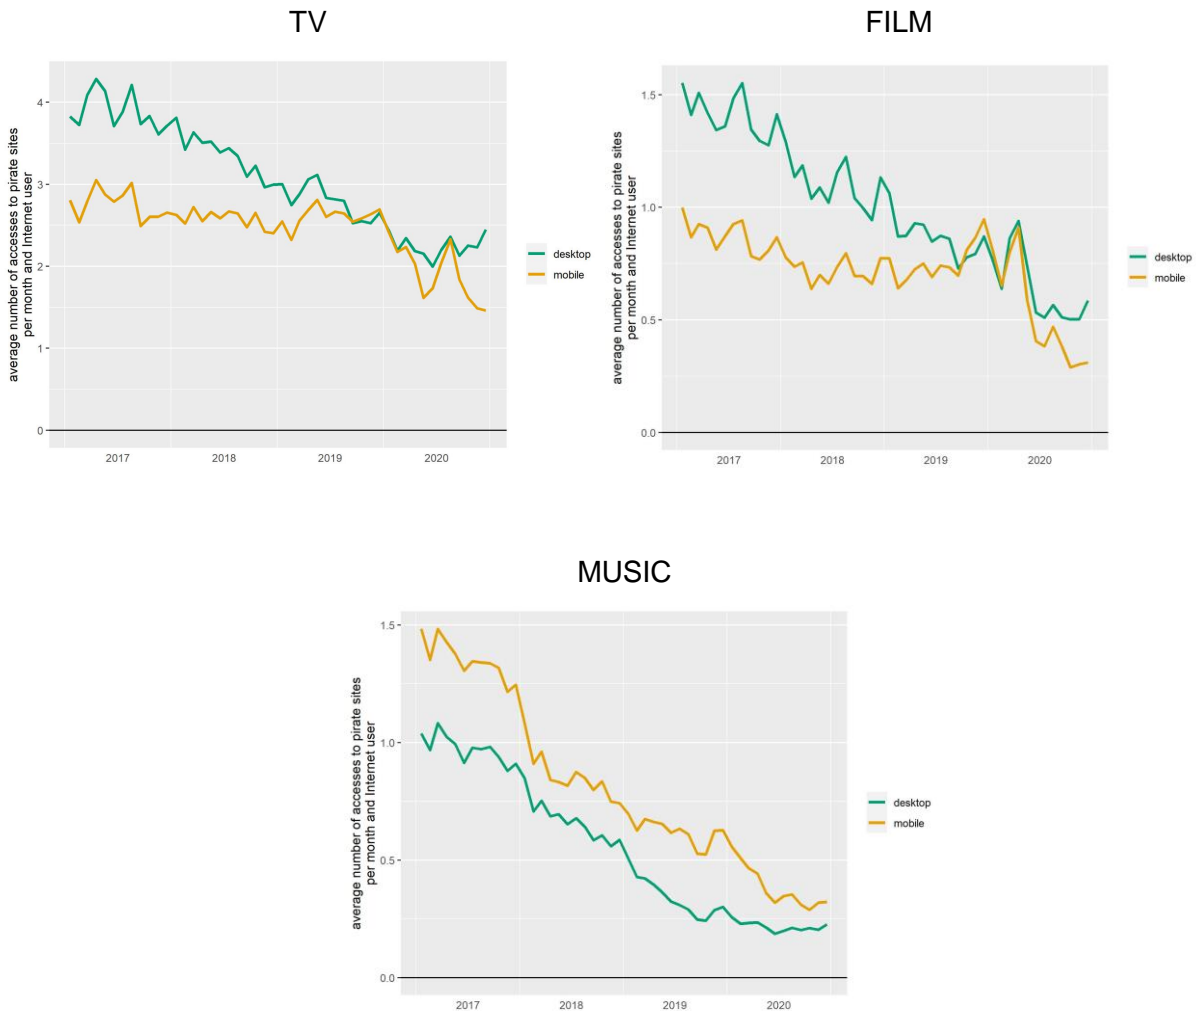 TV
average number of accesses to pirate sites
per month and Internet user
4
3
2
1
0
2017 2018 2019 2020
desktop
mobile
FILM
average number of accesses to pirate sites
per month and Internet user
1.5
1.0
0.5
0.0
2017 2018 2019 2020
desktop
mobile
MUSIC
average number of accesses to pirate sites
per month and Internet user
1.5
1.0
0.5
0.0
2017 2018 2019 2020
desktop
mobile